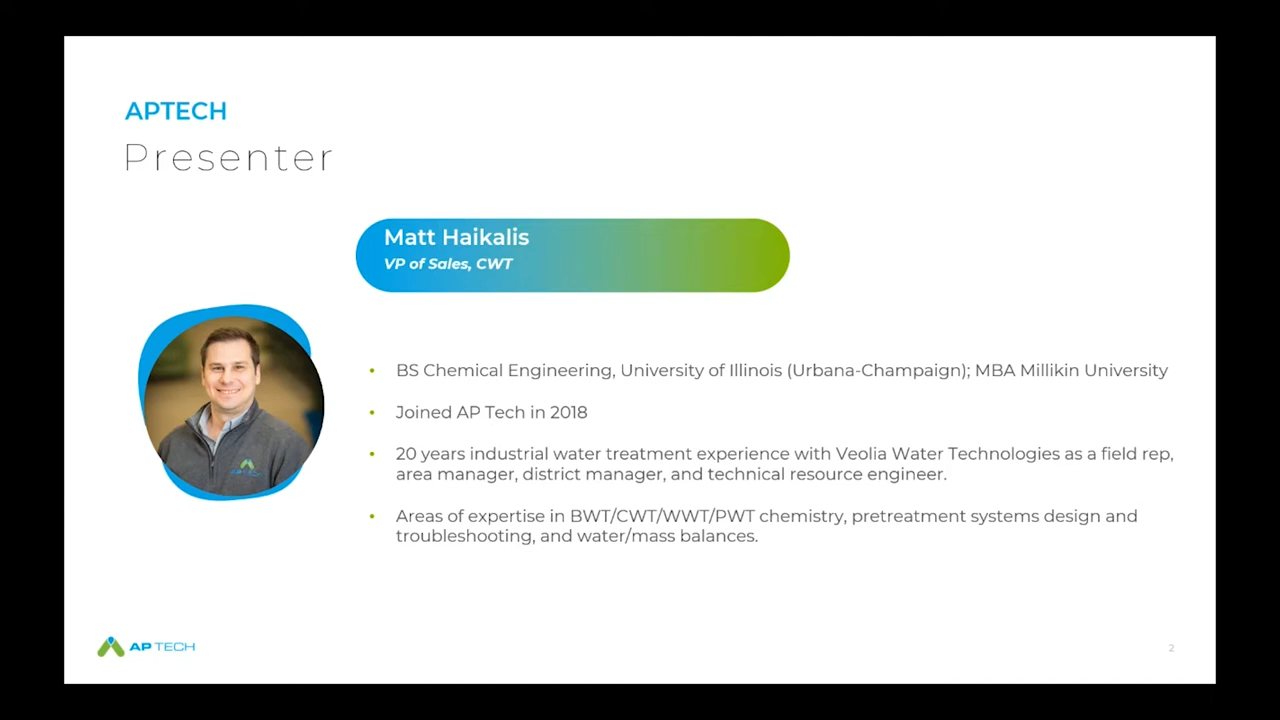 APTECH
Presenter
Matt Haikalis
VP of Sales, CWT
• BS Chemical Engineering, University of Illinois (Urbana-Champaign); MBA Millikin University
• Joined AP Tech in 2018
• 20 years industrial water treatment experience with Veolia Water Technologies as a field rep,
area manager, district manager, and technical resource engineer.
• Areas of expertise in BWT/CWT/WWT/PWT chemistry, pretreatment systems design and
troubleshooting, and water/mass balances.
AP TECH
2